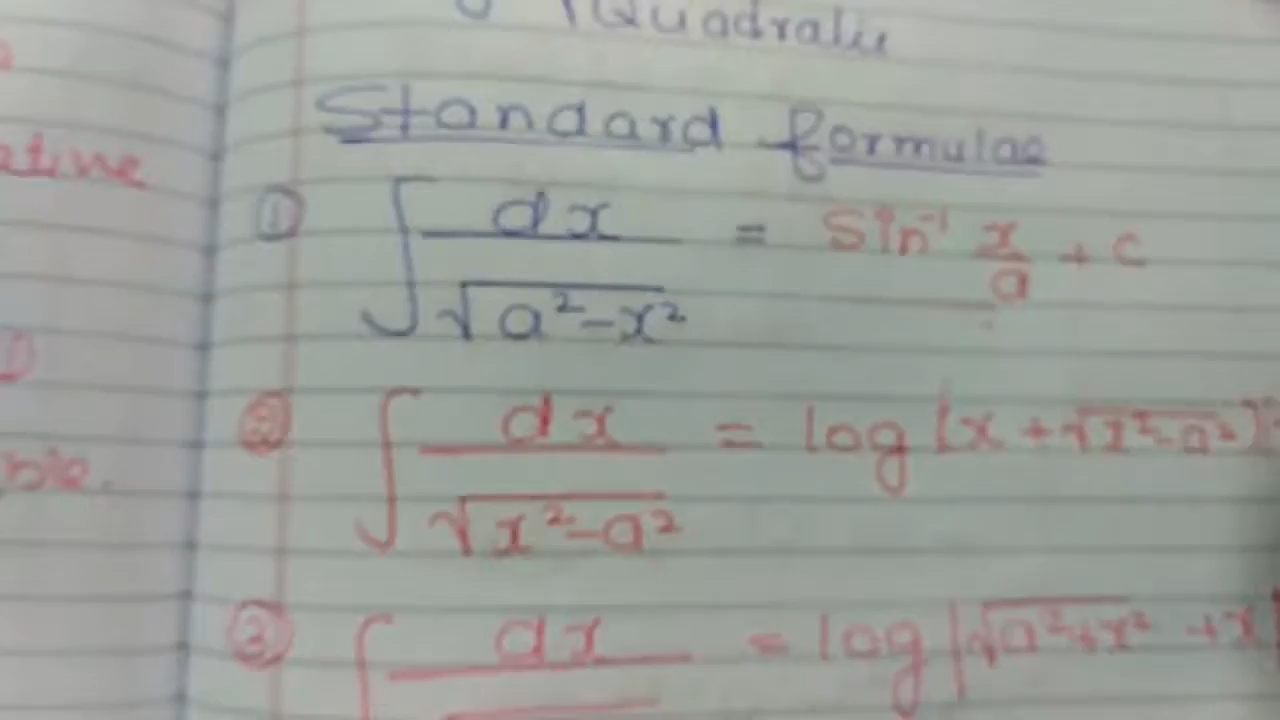 Quadratic
Standard formulae
① ∫ dx / √(a²-x²) = Sin⁻¹ x/a + c
② ∫ dx / √(x²-a²) = log |x + √(x²-a²)|
③ ∫ dx = log |√(a²+x²) + x|